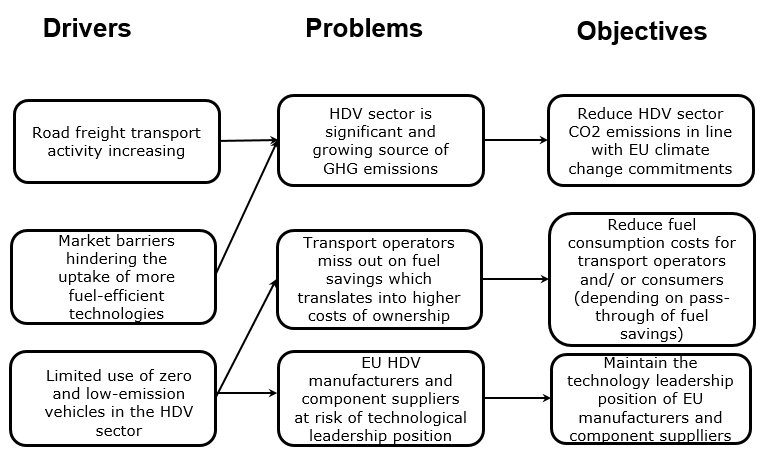 Drivers
Problems
Objectives
Road freight transport
activity increasing
HDV sector is
significant and
growing source of
GHG emissions
Reduce HDV sector
CO2 emissions in line
with EU climate
change commitments
Market barriers
hindering the
uptake of more
fuel-efficient
technologies
Transport operators
miss out on fuel
savings which
translates into higher
costs of ownership
Reduce fuel
consumption costs for
transport operators
and/ or consumers
(depending on pass-
through of fuel
savings)
Limited use of zero
and low-emission
vehicles in the HDV
sector
EU HDV
manufacturers and
component suppliers
at risk of technological
leadership position
Maintain the
technology leadership
position of EU
manufacturers and
component suppliers